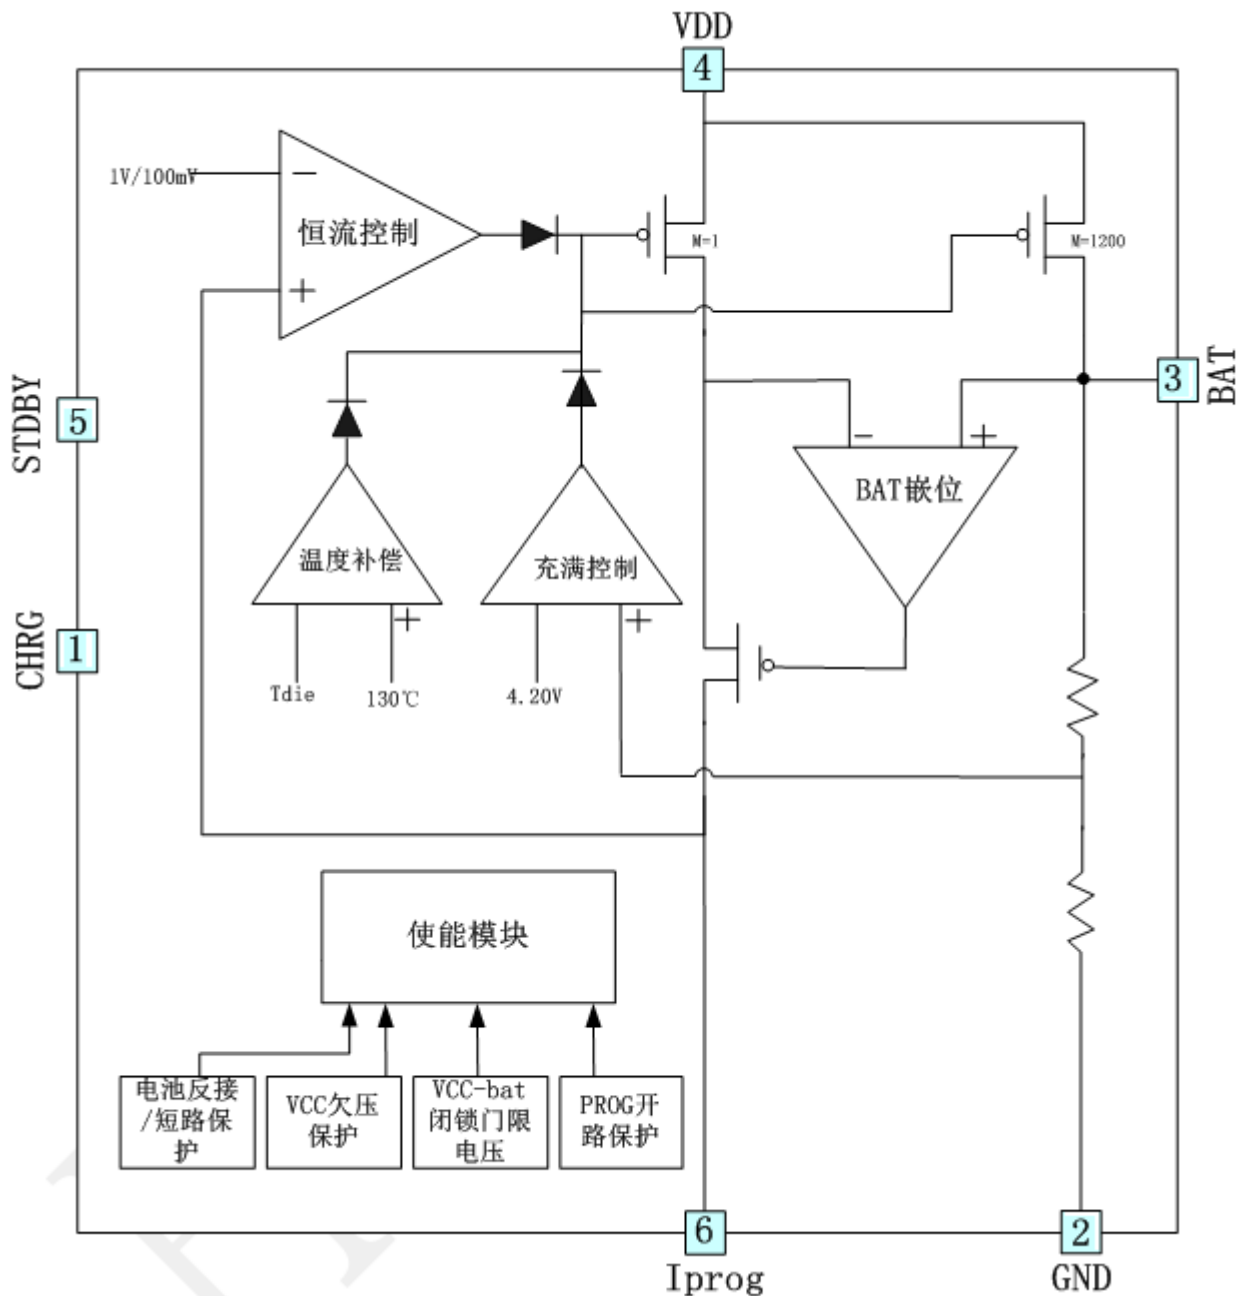 VDD
4
1V/100mV
−
恒流控制
+
M=1
M=1200
STDBY
5
3
BAT
−
+
BAT嵌位
温度补偿
充满控制
+
+
Tdie
130℃
4.20V
CHRG
1
使能模块
电池反接
/短路保
护
VCC欠压
保护
VCC-bat
闭锁门限
电压
PROG开
路保护
6
Iprog
2
GND